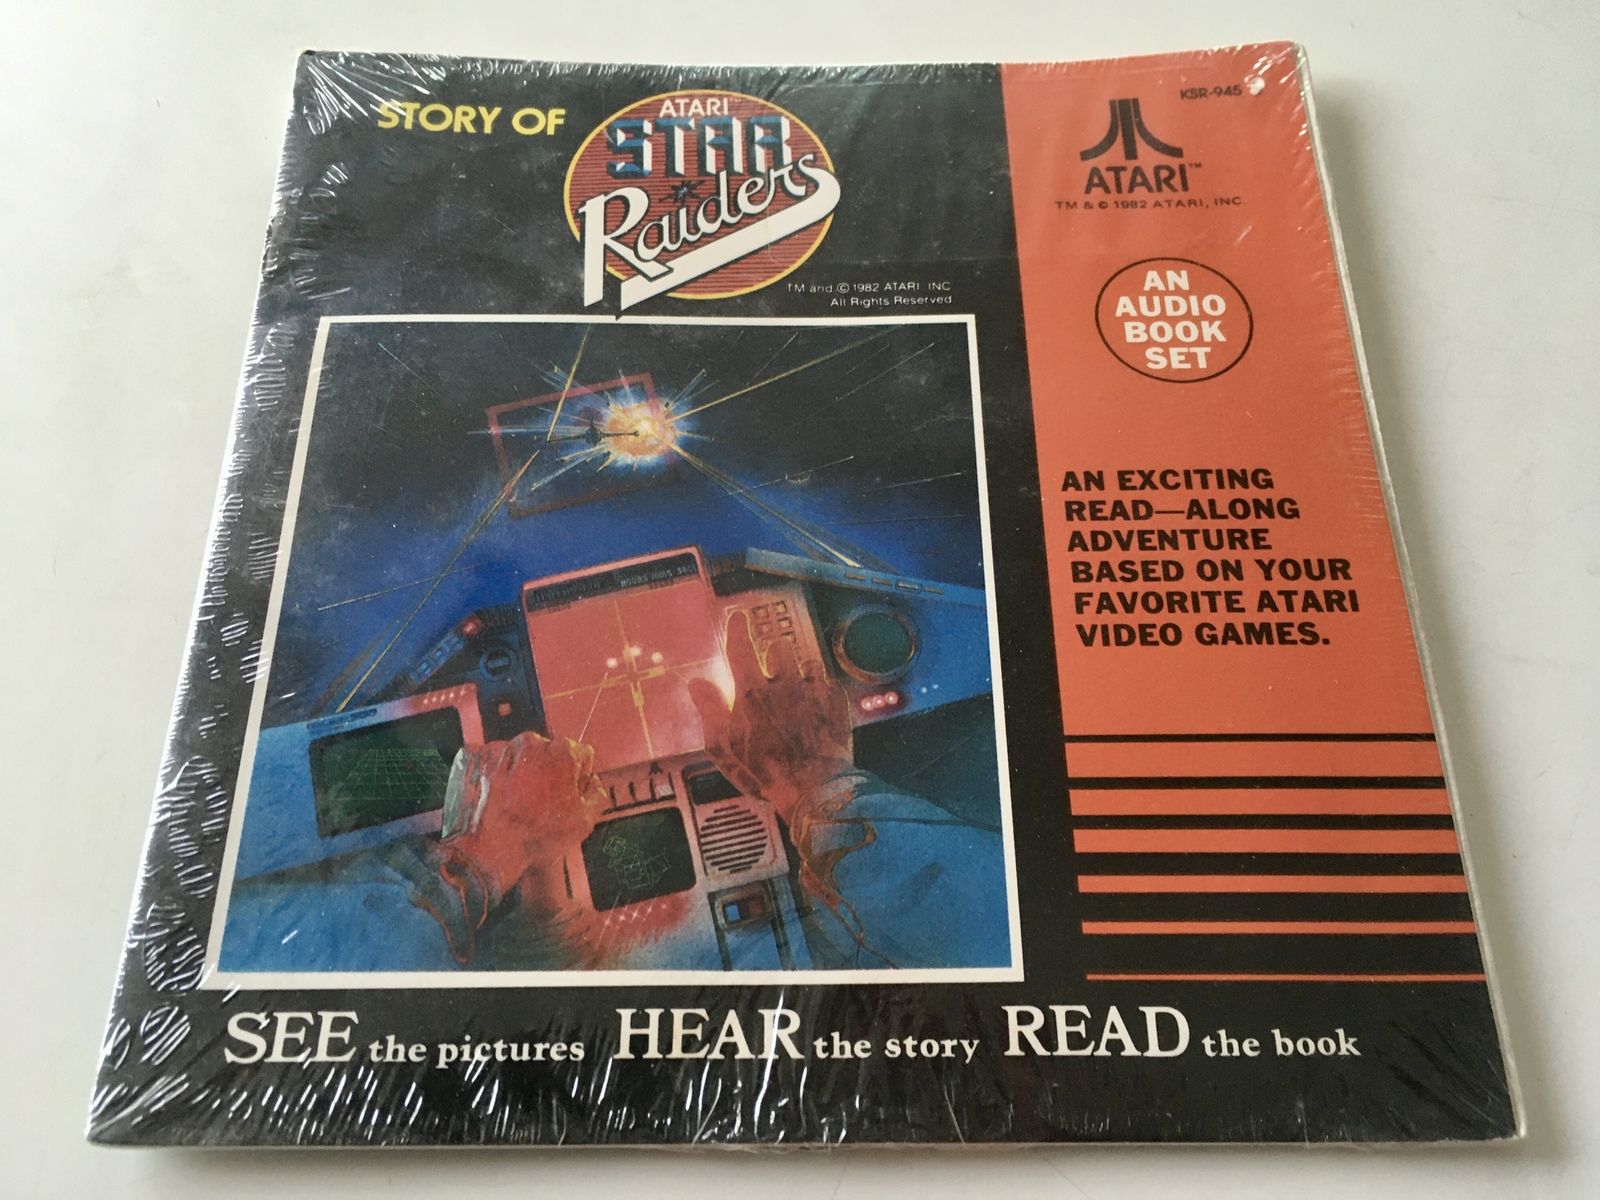 STORY OF
ATARI™
STAR
Raiders
TM and © 1982 ATARI INC
All Rights Reserved
KSR-945
ATARI™
TM & © 1982 ATARI, INC.
AN
AUDIO
BOOK
SET
AN EXCITING
READ—ALONG
ADVENTURE
BASED ON YOUR
FAVORITE ATARI
VIDEO GAMES.
HOURS MINS
SEE the pictures HEAR the story READ the book